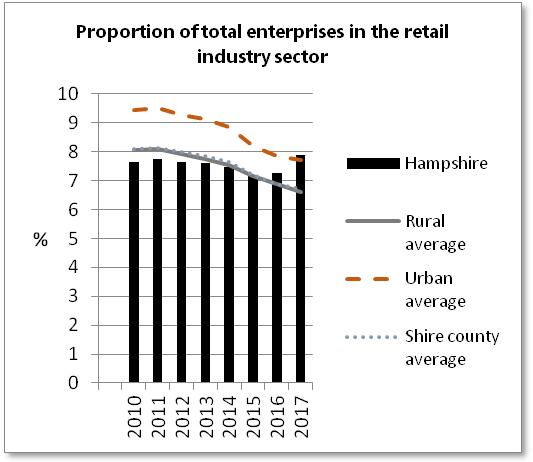 Proportion of total enterprises in the retail
industry sector
10
9
8
7
6
5
4
3
2
1
0
%
2010
2011
2012
2013
2014
2015
2016
2017
Hampshire
Rural
average
Urban
average
Shire county
average